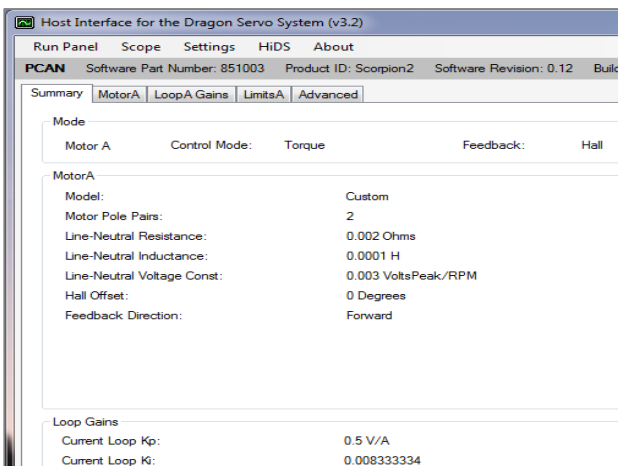 Host Interface for the Dragon Servo System (v3.2)
Run Panel Scope Settings HiDS About
PCAN Software Part Number: 851003 Product ID: Scorpion2 Software Revision: 0.12
Summary MotorA LoopA Gains LimitsA Advanced
Mode
Motor A Control Mode: Torque Feedback: Hall
MotorA
Model: Custom
Motor Pole Pairs: 2
Line-Neutral Resistance: 0.002 Ohms
Line-Neutral Inductance: 0.0001 H
Line-Neutral Voltage Const: 0.003 VoltsPeak/RPM
Hall Offset: 0 Degrees
Feedback Direction: Forward
Loop Gains
Current Loop Kp: 0.5 V/A
Current Loop Ki: 0.008333334